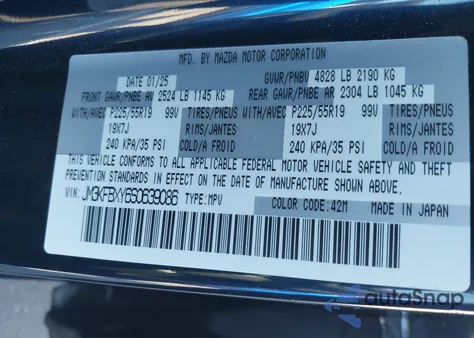 MFD. BY MAZDA MOTOR CORPORATION
DATE 01/25 GVWR/PNBV 4828 LB 2190 KG
FRONT GAWR/PNBE AV 2524 LB 1145 KG REAR GAWR/PNBE AR 2304 LB 1045 KG
WITH/AVEC P225/55R19 99V TIRES/PNEUS WITH/AVEC P225/55R19 99V TIRES/PNEUS
19X7J RIMS/JANTES 19X7J RIMS/JANTES
240 KPA/35 PSI COLD/A FROID 240 KPA/35 PSI COLD/A FROID
THIS VEHICLE CONFORMS TO ALL APPLICABLE FEDERAL MOTOR VEHICLE SAFETY AND THEFT
PREVENTION STANDARDS IN EFFECT ON THE DATE OF MANUFACTURE SHOWN ABOVE.
VIN: JM3KFBXY6S0639086 TYPE:MPV COLOR CODE:42M MADE IN JAPAN
autoSnap